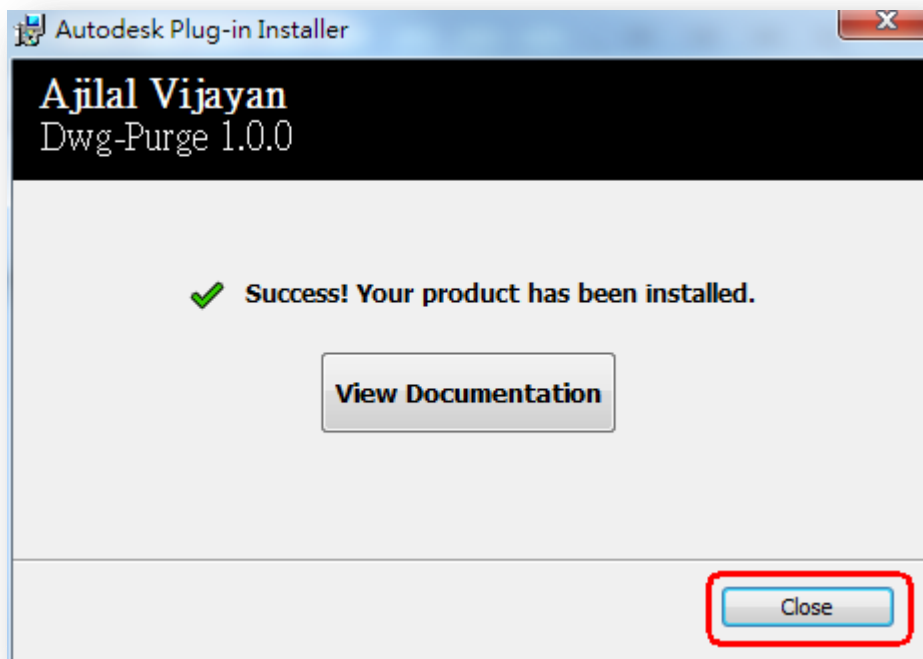 Autodesk Plug-in Installer
Ajilal Vijayan
Dwg-Purge 1.0.0
Success! Your product has been installed.
View Documentation
Close